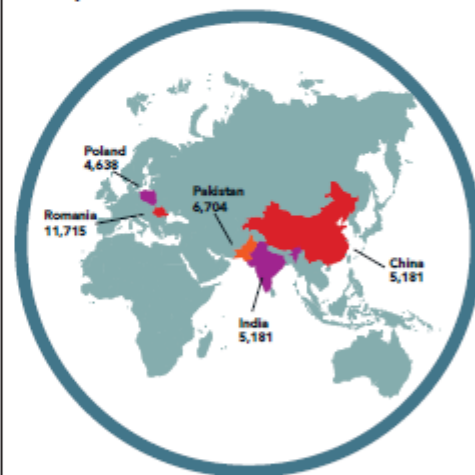 Poland
4,638
Pakistan
6,704
Romania
11,715
China
5,181
India
5,181